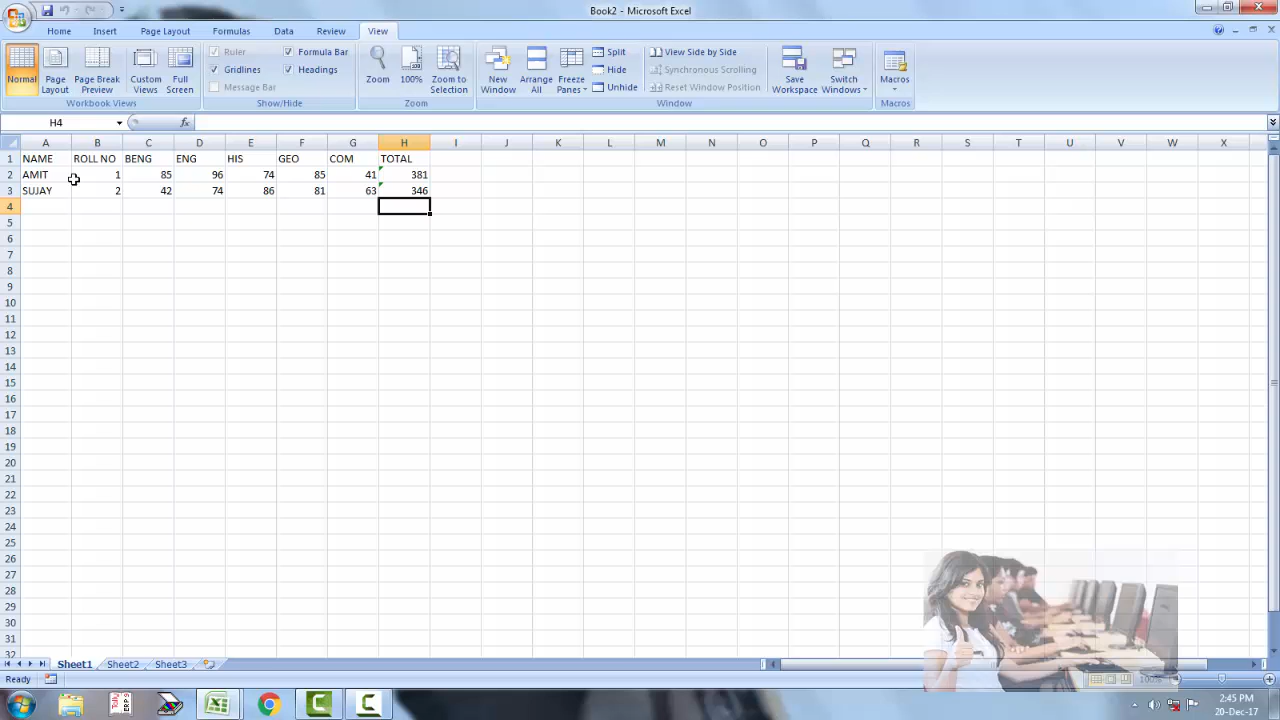 Book2 - Microsoft Excel
Home Insert Page Layout Formulas Data Review View
Normal
Page Layout
Page Break Preview
Custom Views
Full Screen
Workbook Views
Ruler
Formula Bar
Gridlines
Headings
Message Bar
Show/Hide
Zoom
100%
Zoom to Selection
Zoom
New Window
Arrange All
Freeze Panes
Split
Hide
Unhide
View Side by Side
Synchronous Scrolling
Reset Window Position
Window
Save Workspace
Switch Windows
Macros
Macros
H4 fx
A B C D E F G H I J K L M N O P Q R S T U V W X
1 NAME ROLL NO BENG ENG HIS GEO COM TOTAL
2 AMIT 1 85 96 74 85 41 381
3 SUJAY 2 42 74 86 81 63 346
4
5
6
7
8
9
10
11
12
13
14
15
16
17
18
19
20
21
22
23
24
25
26
27
28
29
30
31
32
Sheet1 Sheet2 Sheet3
Ready
100%
2:45 PM
20-Dec-17